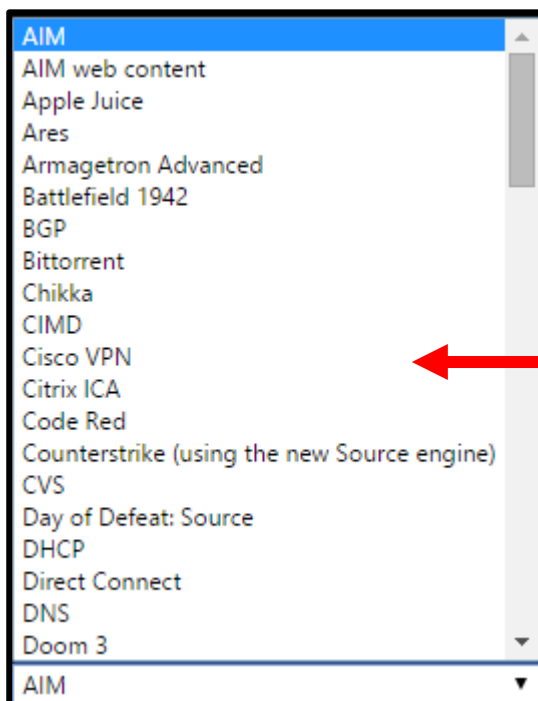 AIM
AIM web content
Apple Juice
Ares
Armagetron Advanced
Battlefield 1942
BGP
Bittorrent
Chikka
CIMD
Cisco VPN
Citrix ICA
Code Red
Counterstrike (using the new Source engine)
CVS
Day of Defeat: Source
DHCP
Direct Connect
DNS
Doom 3
AIM